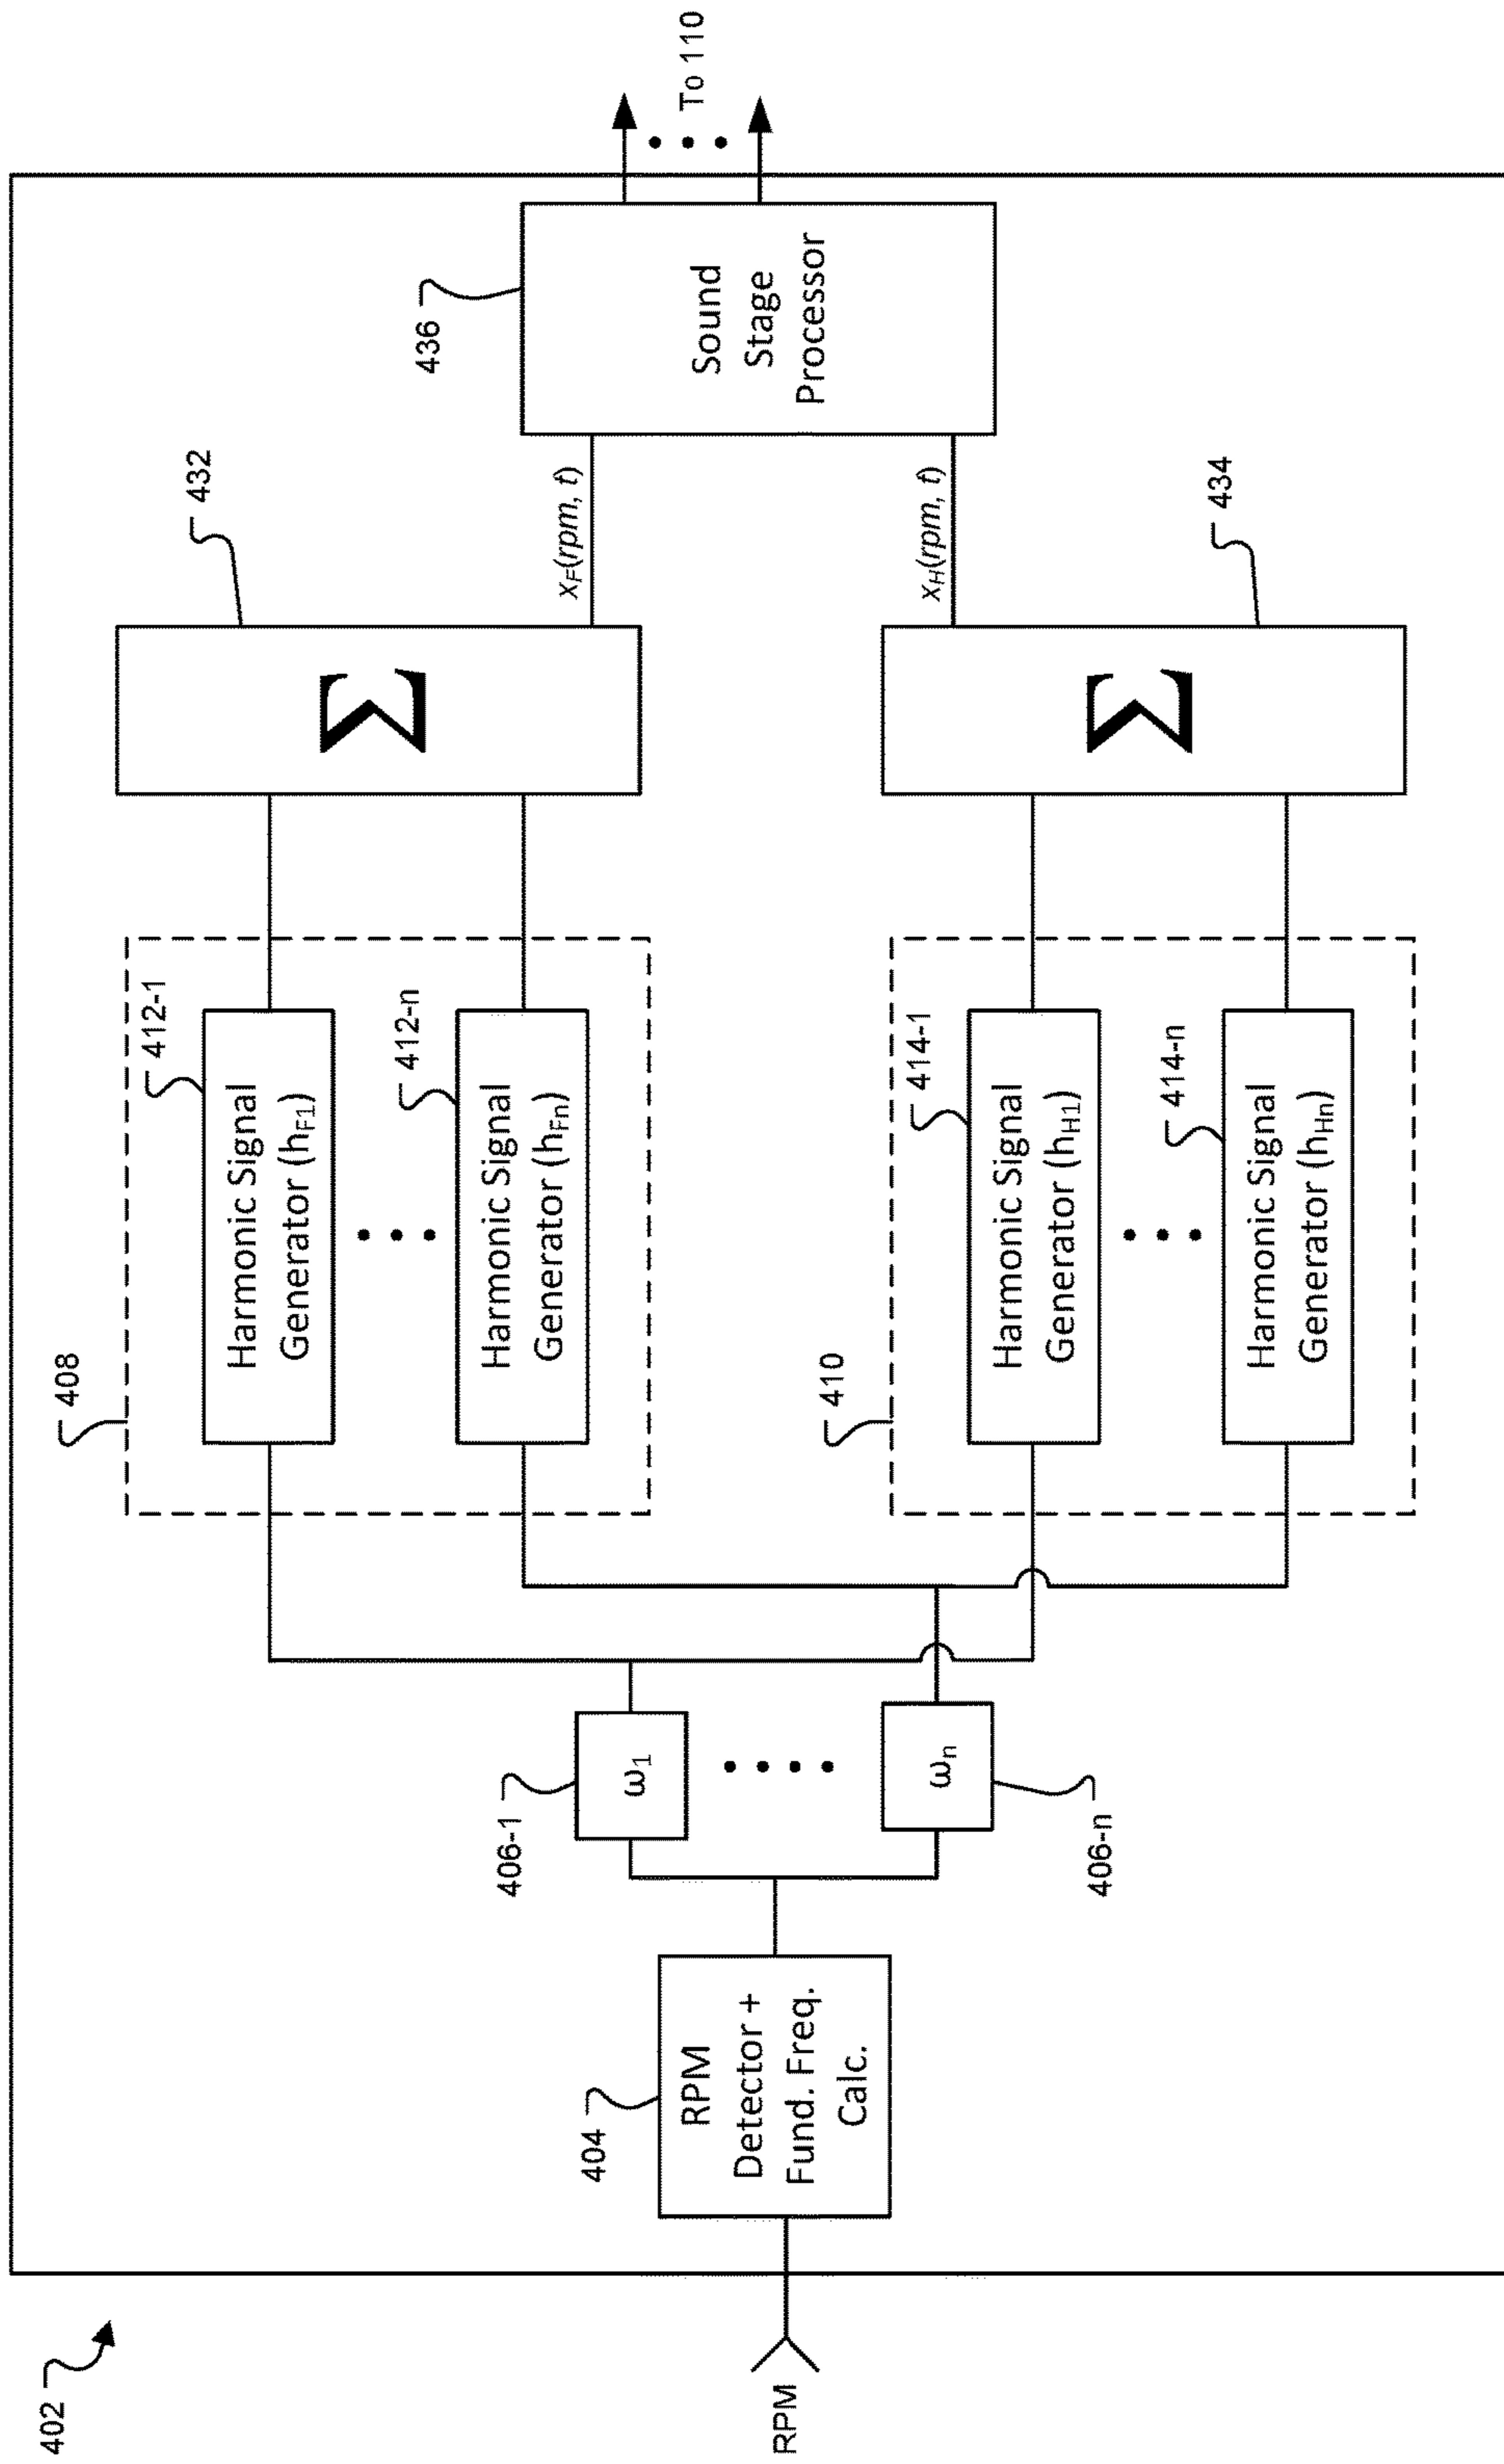 402
RPM
404
RPM
Detector +
Fund. Freq.
Calc.
406-1
ω1
406-n
ωn
408
412-1
Harmonic Signal
Generator (hF1)
412-n
Harmonic Signal
Generator (hFn)
410
414-1
Harmonic Signal
Generator (hH1)
414-n
Harmonic Signal
Generator (hHn)
432
Σ
434
Σ
xF(rpm, t)
xH(rpm, t)
436
Sound
Stage
Processor
To 110